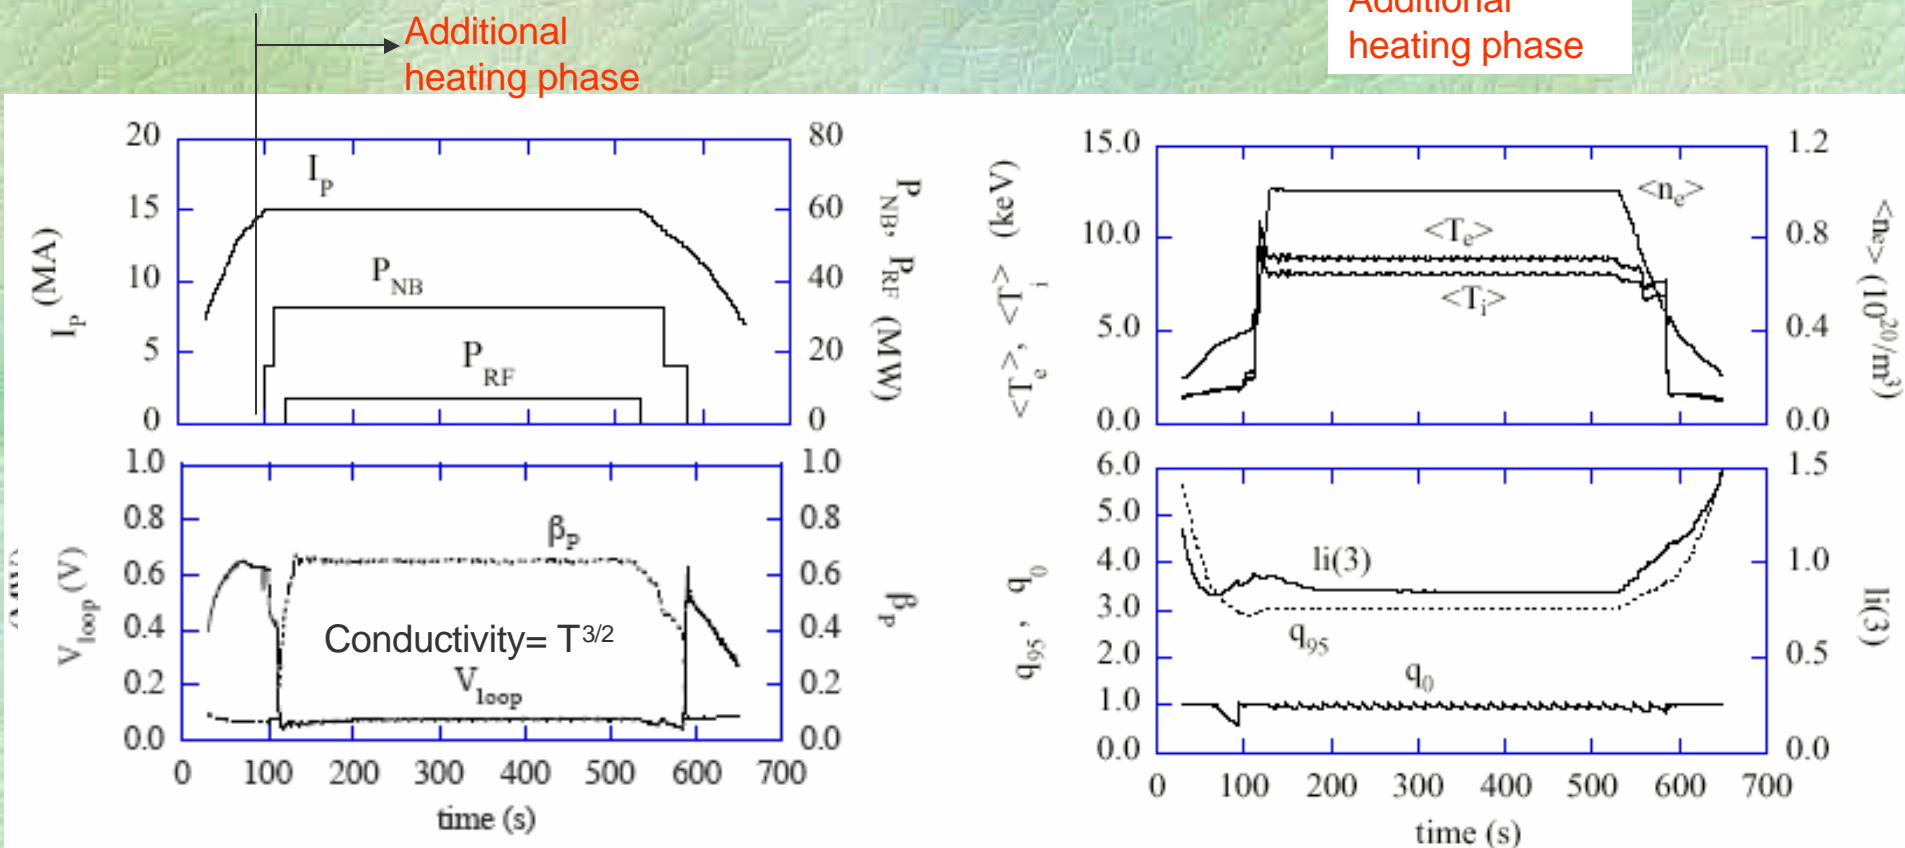 Additional
heating phase
Additional
heating phase
20
15
10
5
0
I_P (MA)
I_P
P_NB
P_RF
80
60
40
20
0
P_NB, P_RF (MW)
15.0
10.0
5.0
0.0
<T_e>, <T_i> (keV)
<n_e>
<T_e>
<T_i>
1.2
0.8
0.4
0.0
<n_e> (10^20/m^3)
1.0
0.8
0.6
0.4
0.2
0.0
V_loop (V)
β_P
Conductivity= T^3/2
V_loop
1.0
0.8
0.6
0.4
0.2
0.0
β_P
0 100 200 300 400 500 600 700
time (s)
6.0
5.0
4.0
3.0
2.0
1.0
0.0
q_95, q_0
li(3)
q_95
q_0
1.5
1.0
0.5
0.0
li(3)
0 100 200 300 400 500 600 700
time (s)